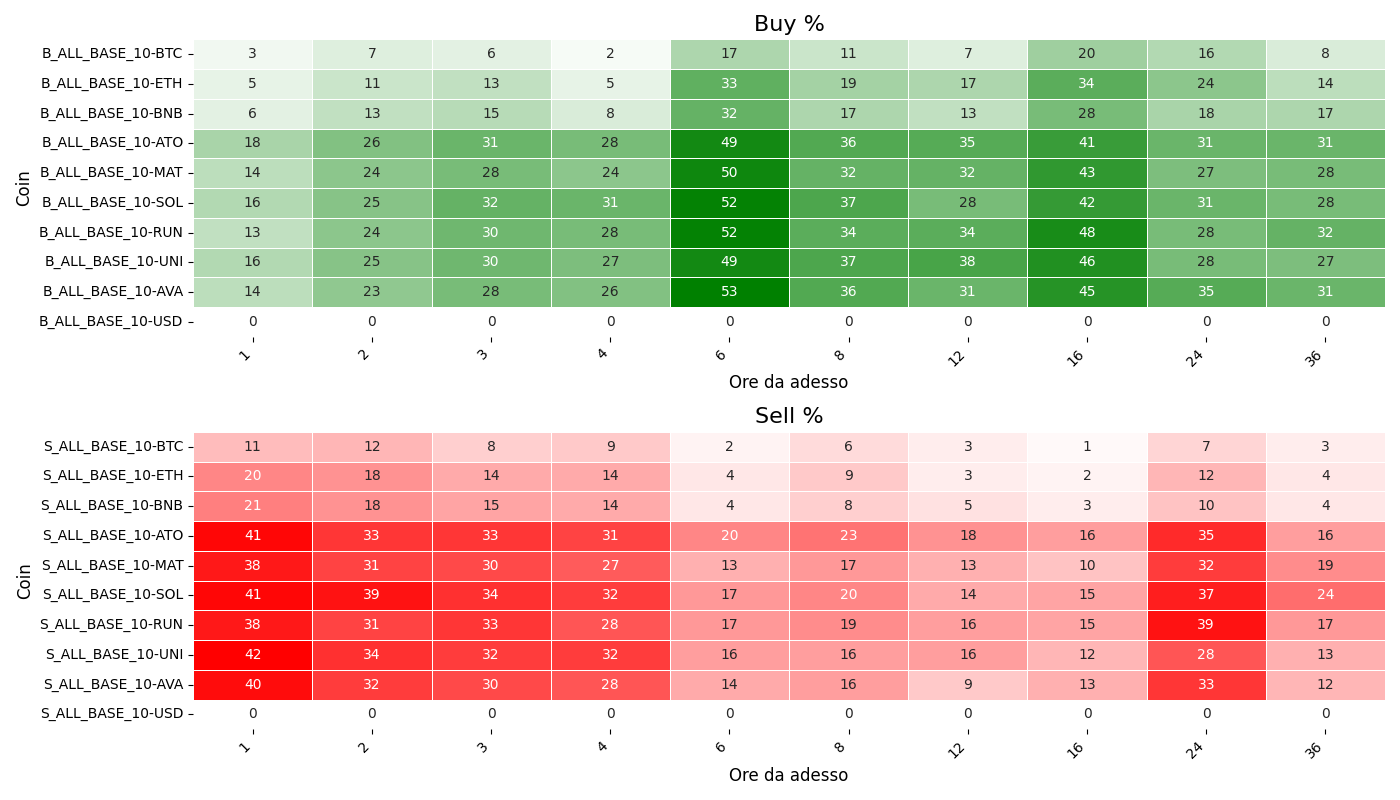 Buy %
Coin
B_ALL_BASE_10-BTC 3 7 6 2 17 11 7 20 16 8
B_ALL_BASE_10-ETH 5 11 13 5 33 19 17 34 24 14
B_ALL_BASE_10-BNB 6 13 15 8 32 17 13 28 18 17
B_ALL_BASE_10-ATO 18 26 31 28 49 36 35 41 31 31
B_ALL_BASE_10-MAT 14 24 28 24 50 32 32 43 27 28
B_ALL_BASE_10-SOL 16 25 32 31 52 37 28 42 31 28
B_ALL_BASE_10-RUN 13 24 30 28 52 34 34 48 28 32
B_ALL_BASE_10-UNI 16 25 30 27 49 37 38 46 28 27
B_ALL_BASE_10-AVA 14 23 28 26 53 36 31 45 35 31
B_ALL_BASE_10-USD 0 0 0 0 0 0 0 0 0 0
1 2 3 4 6 8 12 16 24 36
Ore da adesso
Sell %
Coin
S_ALL_BASE_10-BTC 11 12 8 9 2 6 3 1 7 3
S_ALL_BASE_10-ETH 20 18 14 14 4 9 3 2 12 4
S_ALL_BASE_10-BNB 21 18 15 14 4 8 5 3 10 4
S_ALL_BASE_10-ATO 41 33 33 31 20 23 18 16 35 16
S_ALL_BASE_10-MAT 38 31 30 27 13 17 13 10 32 19
S_ALL_BASE_10-SOL 41 39 34 32 17 20 14 15 37 24
S_ALL_BASE_10-RUN 38 31 33 28 17 19 16 15 39 17
S_ALL_BASE_10-UNI 42 34 32 32 16 16 16 12 28 13
S_ALL_BASE_10-AVA 40 32 30 28 14 16 9 13 33 12
S_ALL_BASE_10-USD 0 0 0 0 0 0 0 0 0 0
1 2 3 4 6 8 12 16 24 36
Ore da adesso